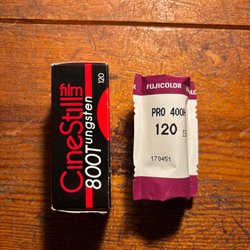 CineStill film
800Tungsten
120
FUJICOLOR
PRO 400H
120
170451